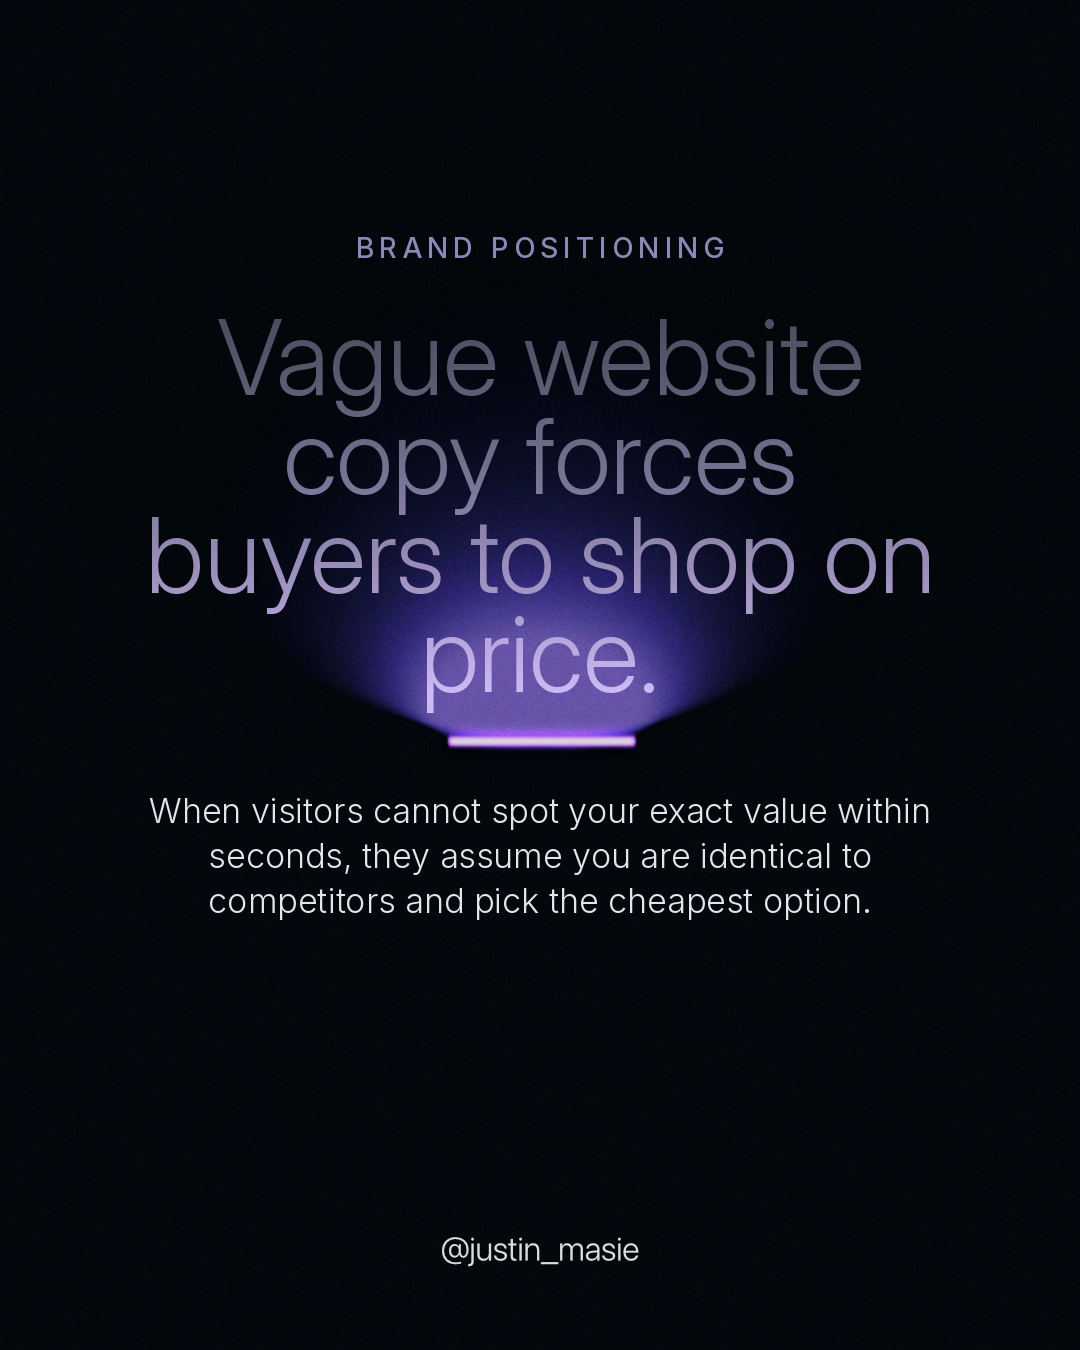 BRAND POSITIONING
Vague website
copy forces
buyers to shop on
price.
When visitors cannot spot your exact value within
seconds, they assume you are identical to
competitors and pick the cheapest option.
@justin_masie